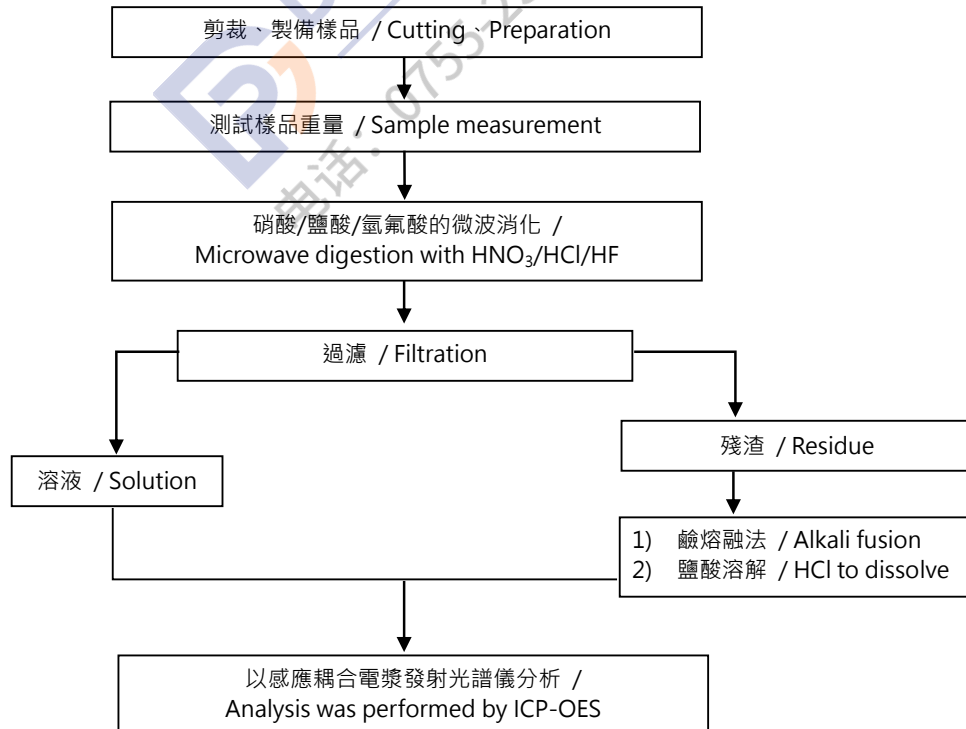 剪裁、製備樣品 / Cutting、Preparation
測試樣品重量 / Sample measurement
硝酸/鹽酸/氫氟酸的微波消化 /
Microwave digestion with HNO₃/HCl/HF
過濾 / Filtration
溶液 / Solution
殘渣 / Residue
1) 鹼熔融法 / Alkali fusion
2) 鹽酸溶解 / HCl to dissolve
以感應耦合電漿發射光譜儀分析 /
Analysis was performed by ICP-OES
电话：0755-2